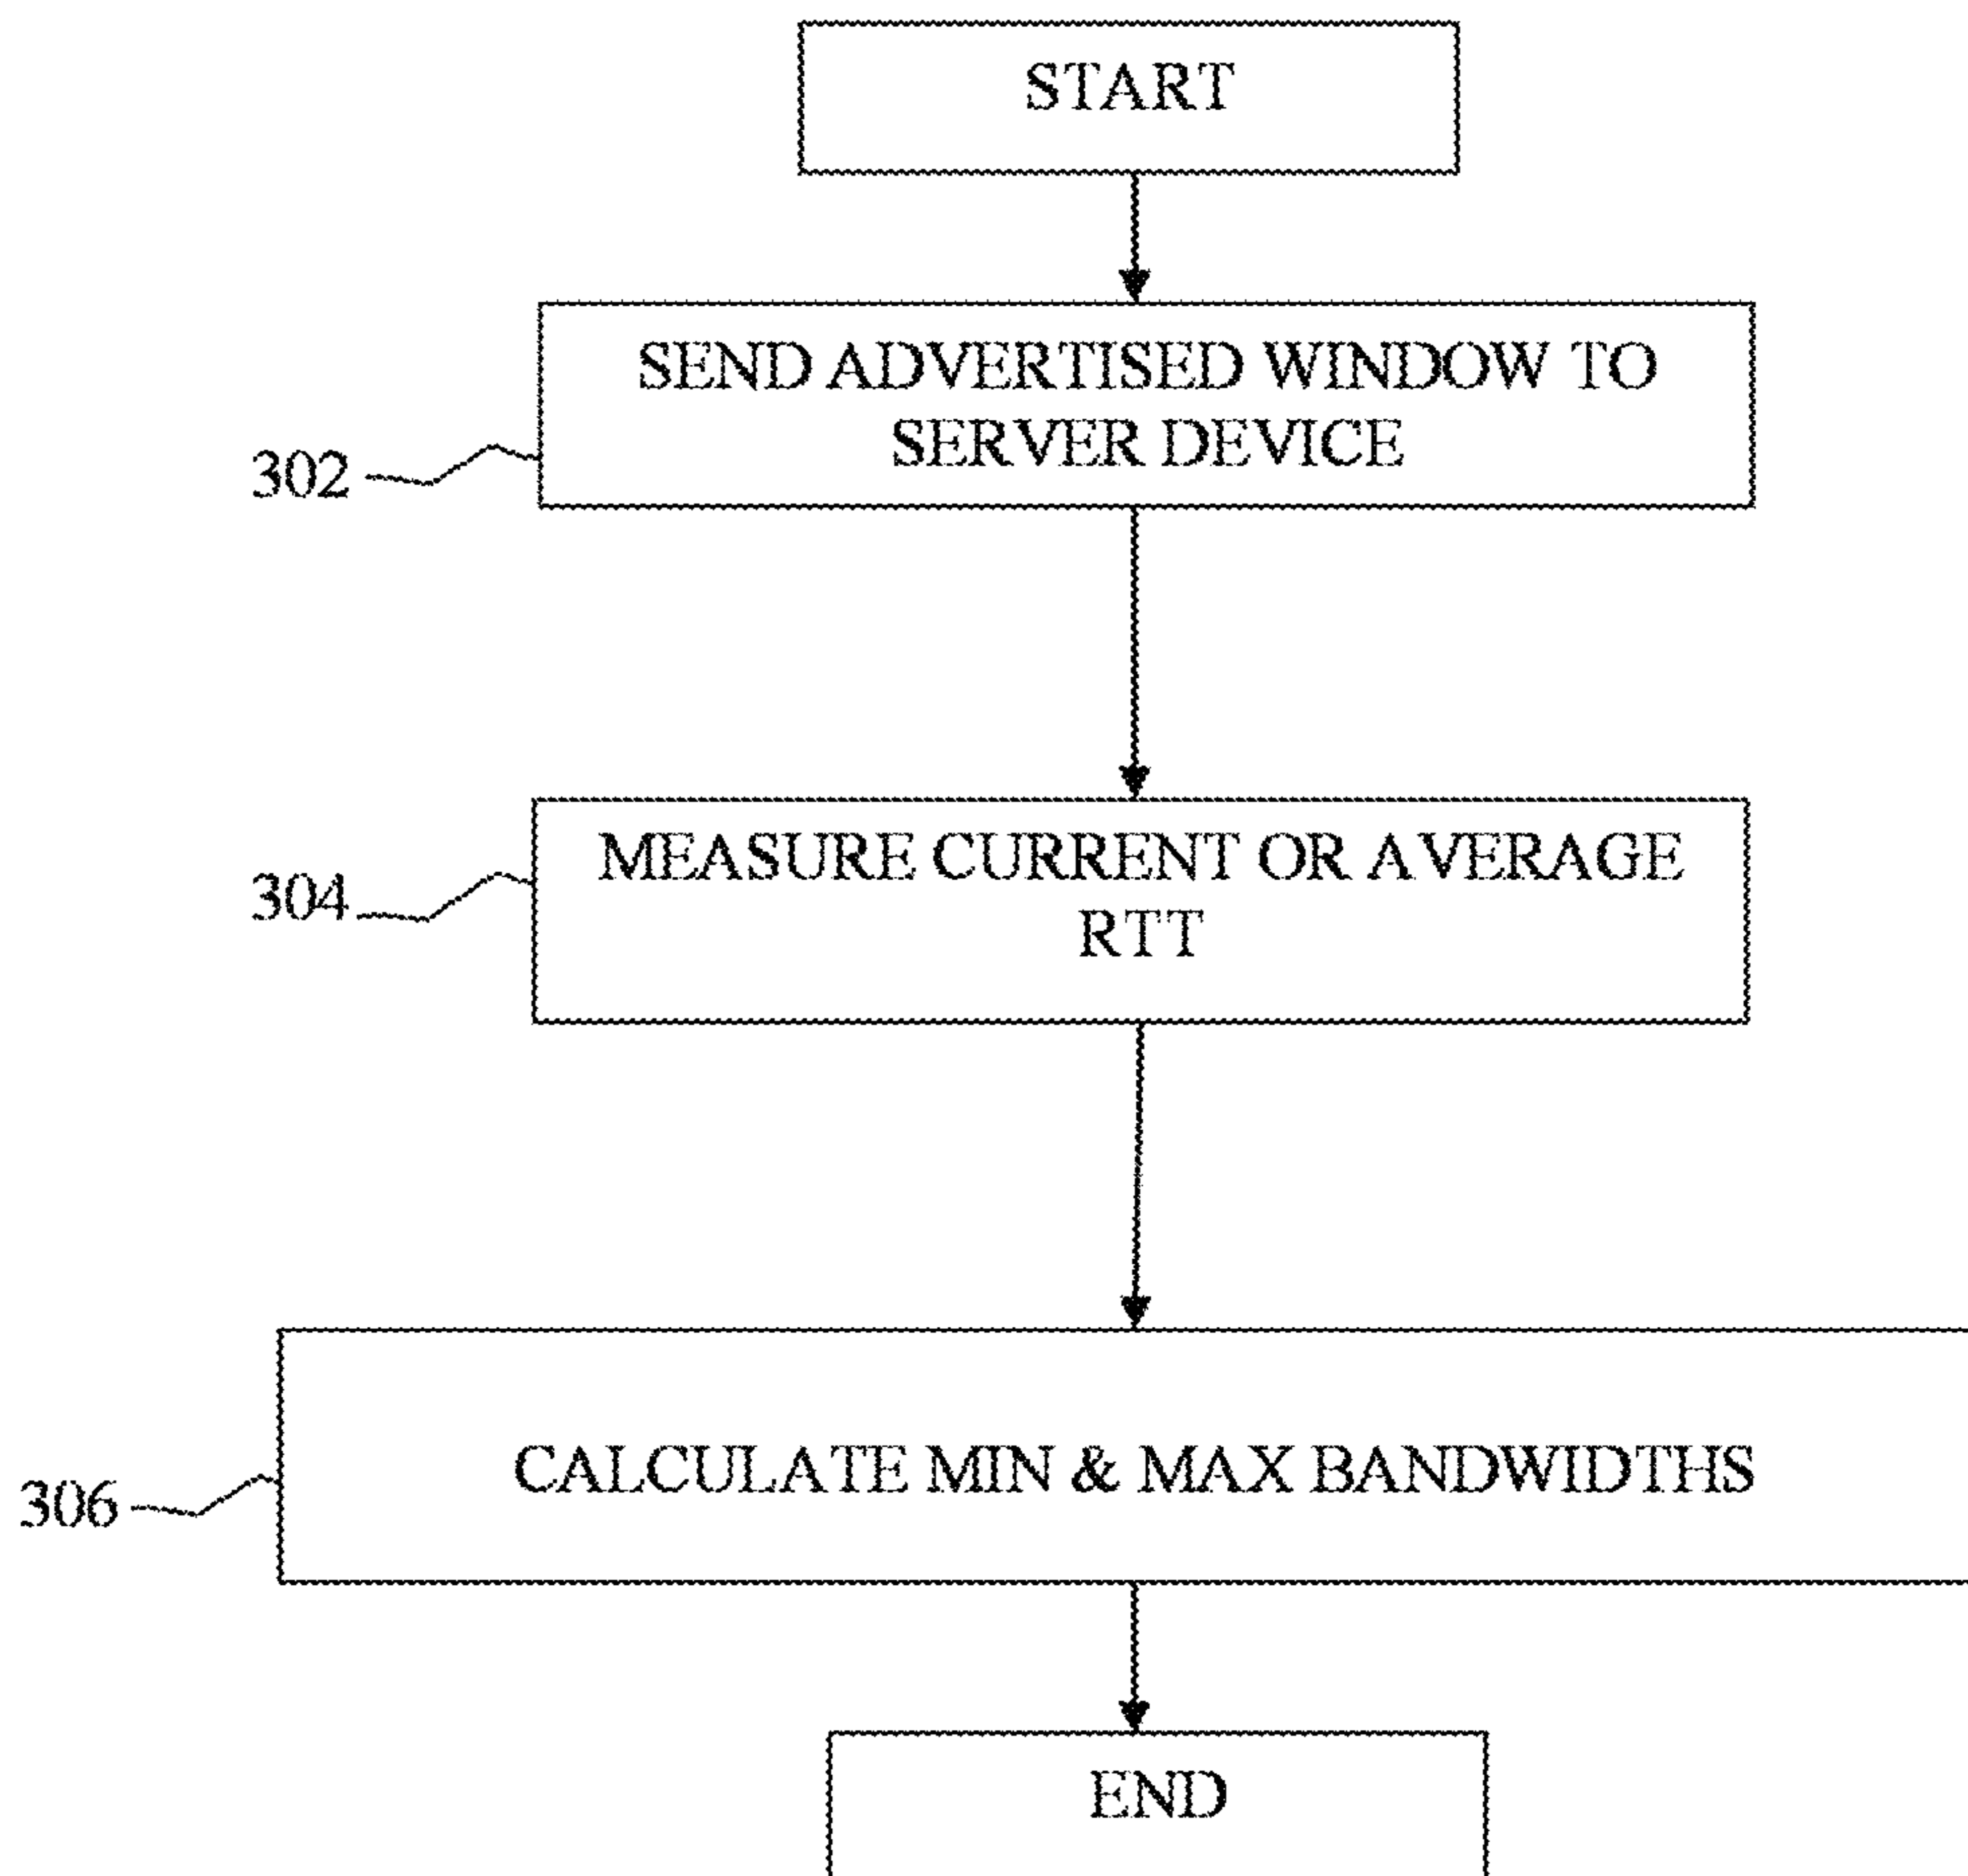 START
SEND ADVERTISED WINDOW TO
SERVER DEVICE
302
MEASURE CURRENT OR AVERAGE
RTT
304
CALCULATE MIN & MAX BANDWIDTHS
306
END